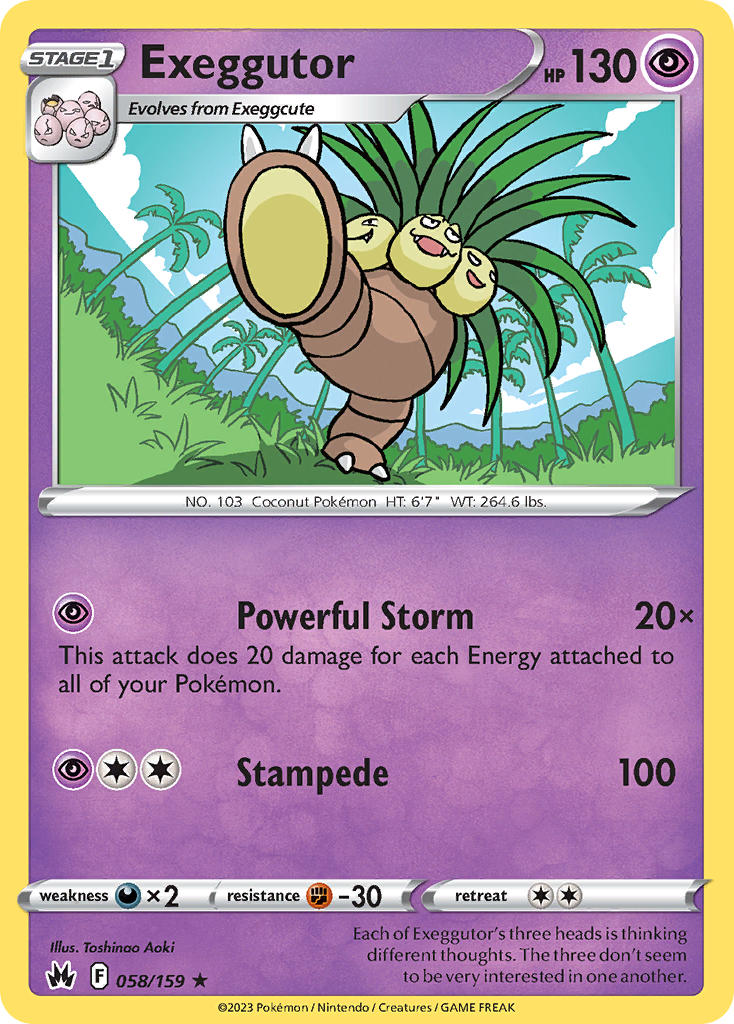 STAGE1
Exeggutor
HP 130
Evolves from Exeggcute
NO. 103 Coconut Pokémon HT: 6'7" WT: 264.6 lbs.
Powerful Storm 20×
This attack does 20 damage for each Energy attached to
all of your Pokémon.
Stampede 100
weakness ×2 resistance -30 retreat
Illus. Toshinao Aoki
Each of Exeggutor's three heads is thinking
different thoughts. The three don't seem
to be very interested in one another.
F 058/159 ★
©2023 Pokémon / Nintendo / Creatures / GAME FREAK